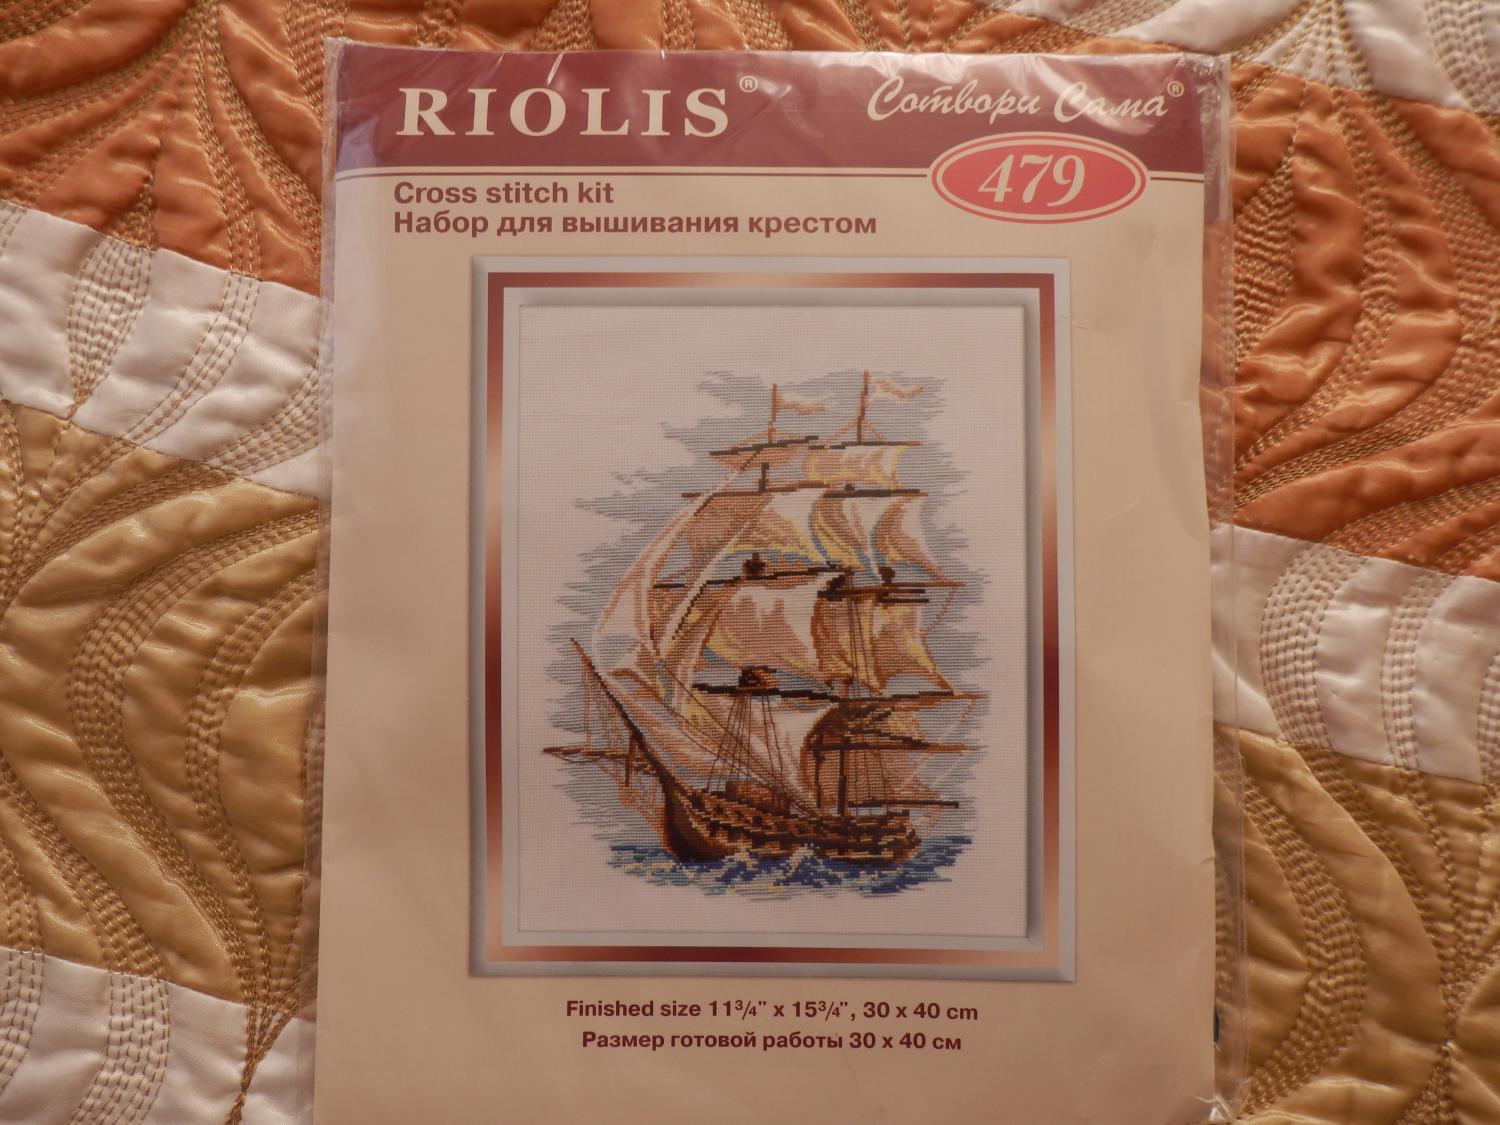 RIOLIS®
Сотвори Сама®
479
Cross stitch kit
Набор для вышивания крестом
Finished size 11¾" x 15¾", 30 x 40 cm
Размер готовой работы 30 x 40 см